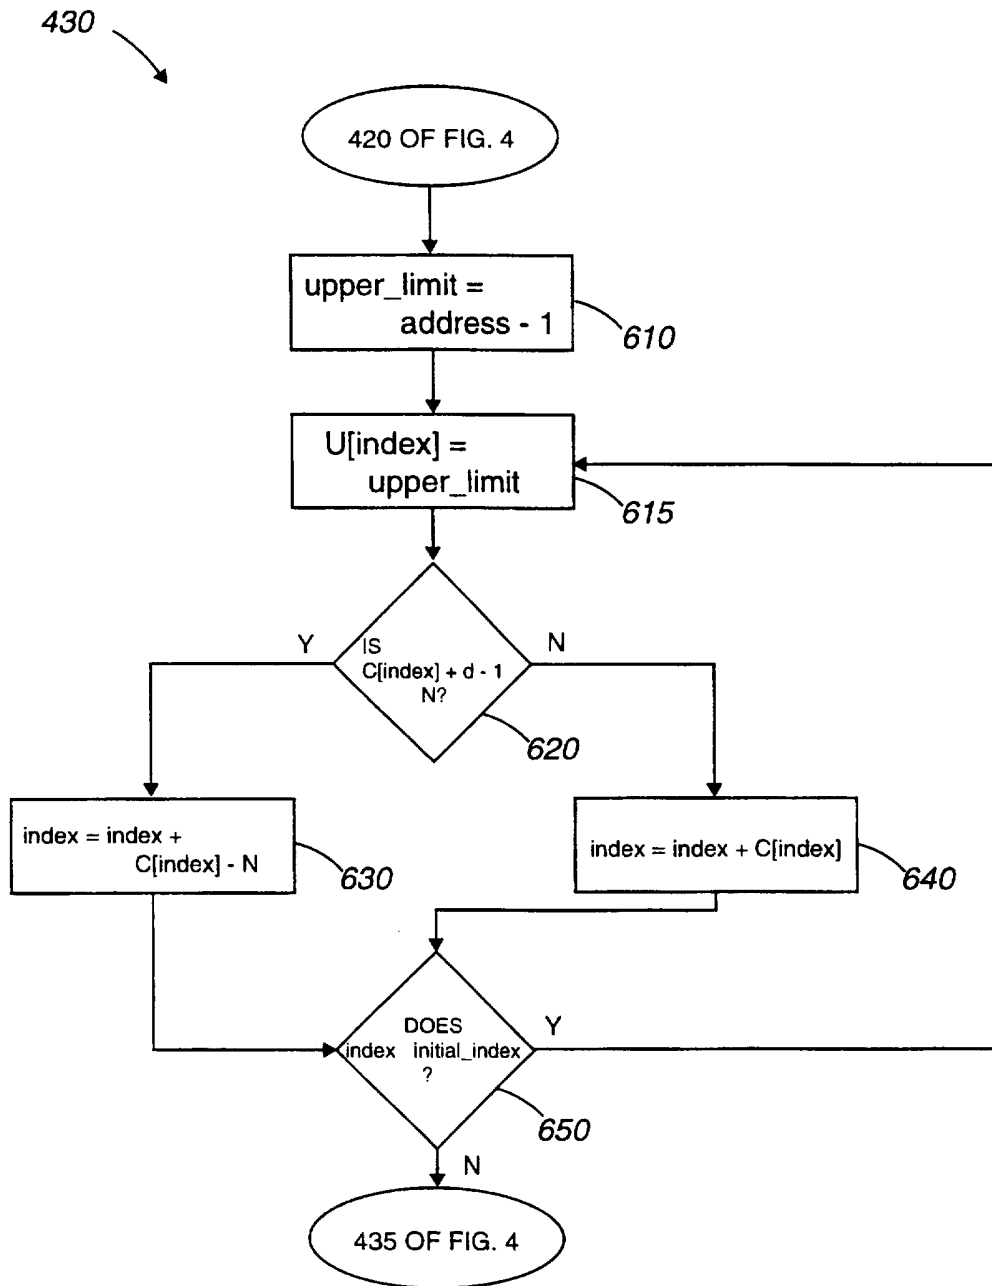 430
420 OF FIG. 4
upper_limit =
address - 1
610
U[index] =
upper_limit
615
Y
N
IS
C[index] + d - 1
N?
620
index = index +
C[index] - N
630
index = index + C[index]
640
DOES
index initial_index
?
Y
650
N
435 OF FIG. 4